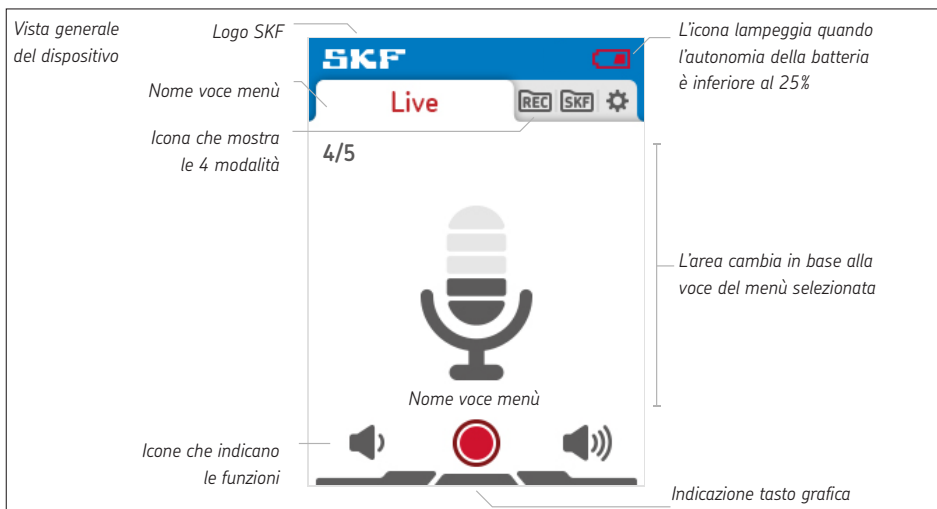 Vista generale
del dispositivo
Logo SKF
L'icona lampeggia quando
l'autonomia della batteria
è inferiore al 25%
SKF
Nome voce menù
Live
REC
SKF
Icona che mostra
le 4 modalità
4/5
L'area cambia in base alla
voce del menù selezionata
Nome voce menù
Icone che indicano
le funzioni
Indicazione tasto grafica